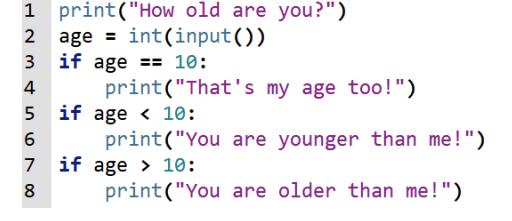 1 print("How old are you?")
2 age = int(input())
3 if age == 10:
4     print("That's my age too!")
5 if age < 10:
6     print("You are younger than me!")
7 if age > 10:
8     print("You are older than me!")